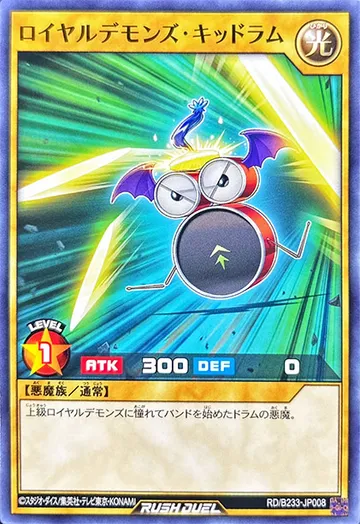 ロイヤルデモンズ・キッドラム
光
LEVEL
1
ATK 300 DEF 0
【悪魔族/通常】
上級ロイヤルデモンズに憧れてバンドを始めたドラムの悪魔。
©スタジオ・ダイス/集英社・テレビ東京・KONAMI
RUSH DUEL
RD/B233-JP008